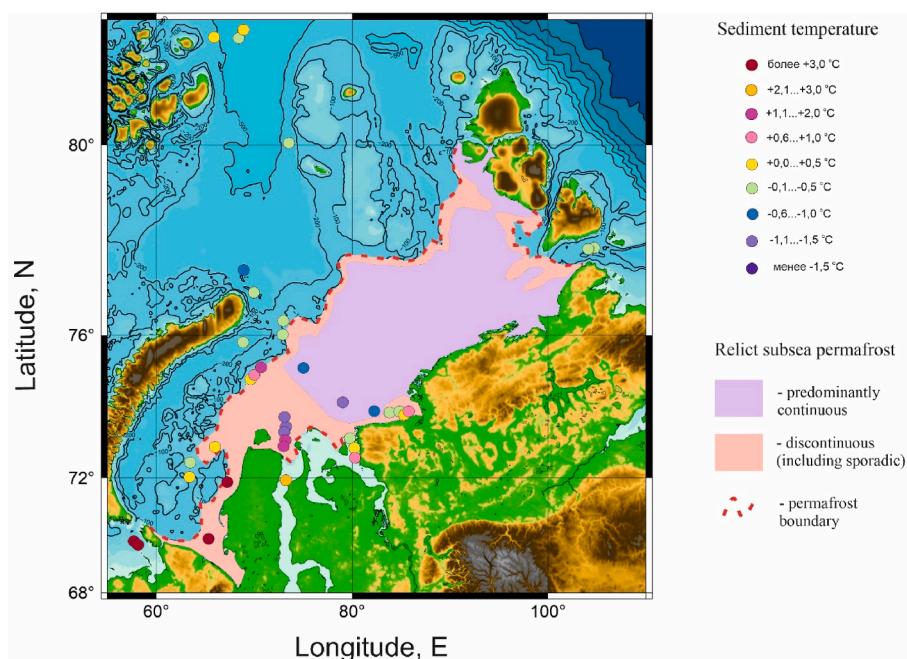 Sediment temperature
более +3,0 °C
+2,1...+3,0 °C
+1,1...+2,0 °C
+0,6...+1,0 °C
+0,0...+0,5 °C
-0,1...-0,5 °C
-0,6...-1,0 °C
-1,1...-1,5 °C
менее -1,5 °C
Relict subsea permafrost
- predominantly
continuous
- discontinuous
(including sporadic)
- permafrost
boundary
Latitude, N
80°
76°
72°
68°
60°
80°
100°
Longitude, E